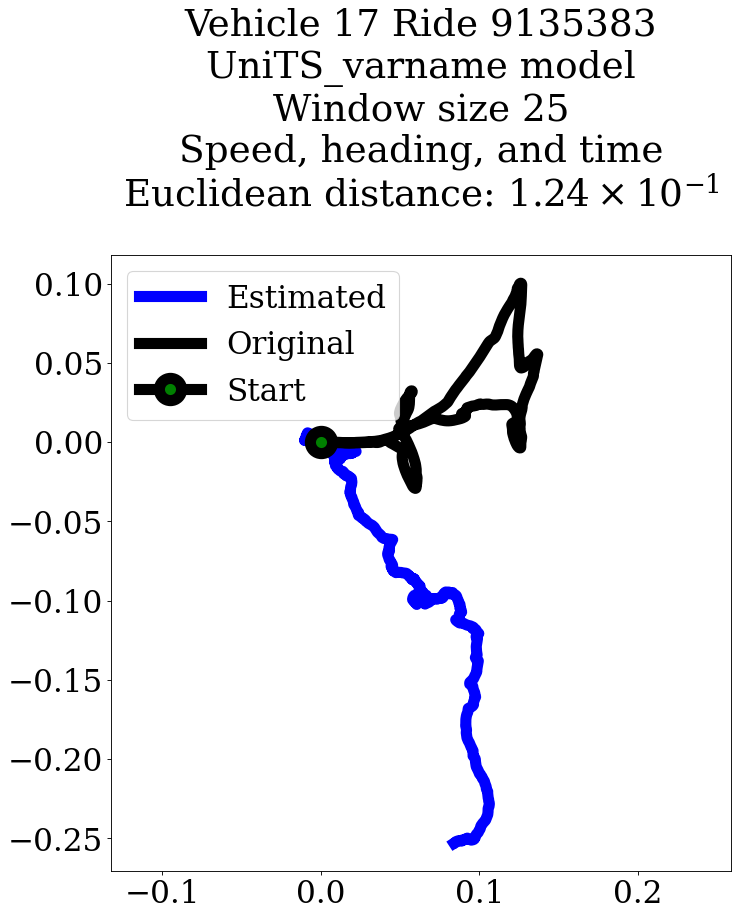 Vehicle 17 Ride 9135383
UniTS_varname model
Window size 25
Speed, heading, and time
Euclidean distance: 1.24 × 10⁻¹
Estimated
Original
Start
0.10
0.05
0.00
−0.05
−0.10
−0.15
−0.20
−0.25
−0.1 0.0 0.1 0.2